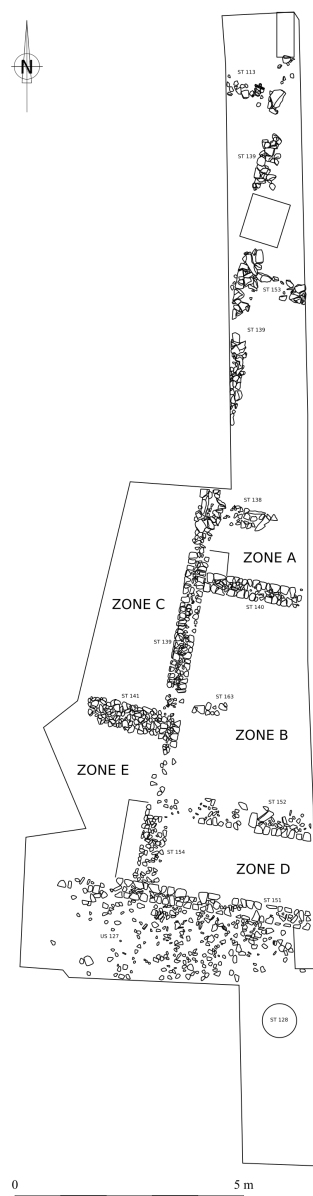 N
ST 113
ST 139
ST 153
ST 139
ST 138
ZONE A
ZONE C
ST 140
ST 139
ST 141
ST 163
ZONE B
ZONE E
ST 152
ST 154
ZONE D
ST 151
US 127
ST 128
0 5 m